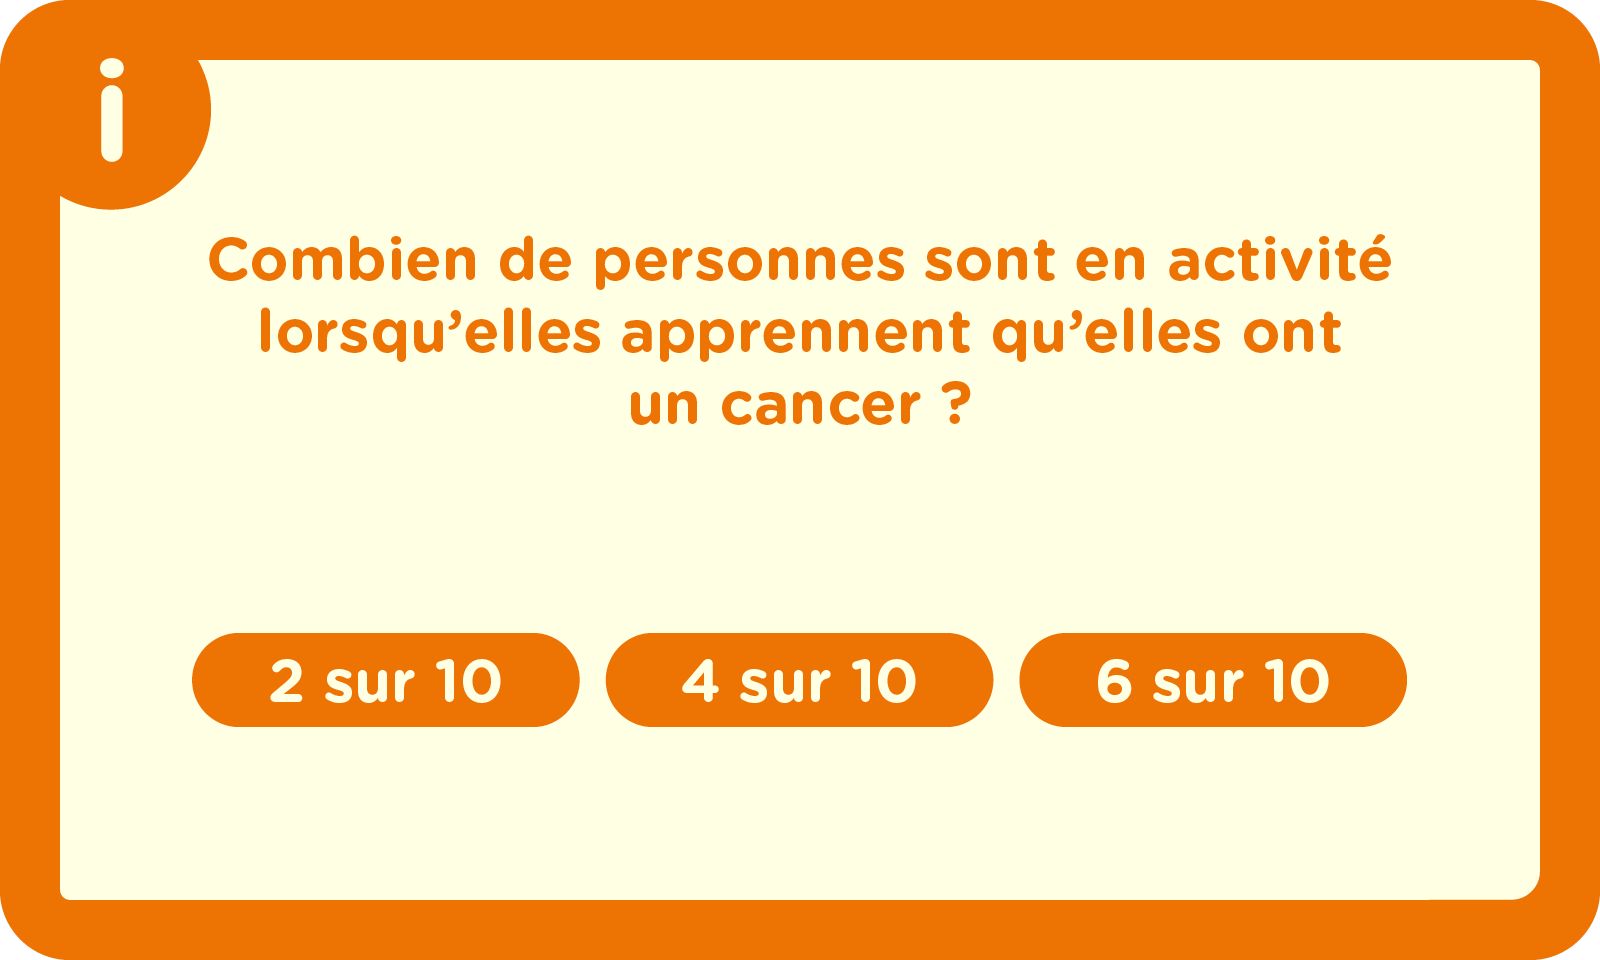 i
Combien de personnes sont en activité
lorsqu’elles apprennent qu’elles ont
un cancer ?
2 sur 10
4 sur 10
6 sur 10